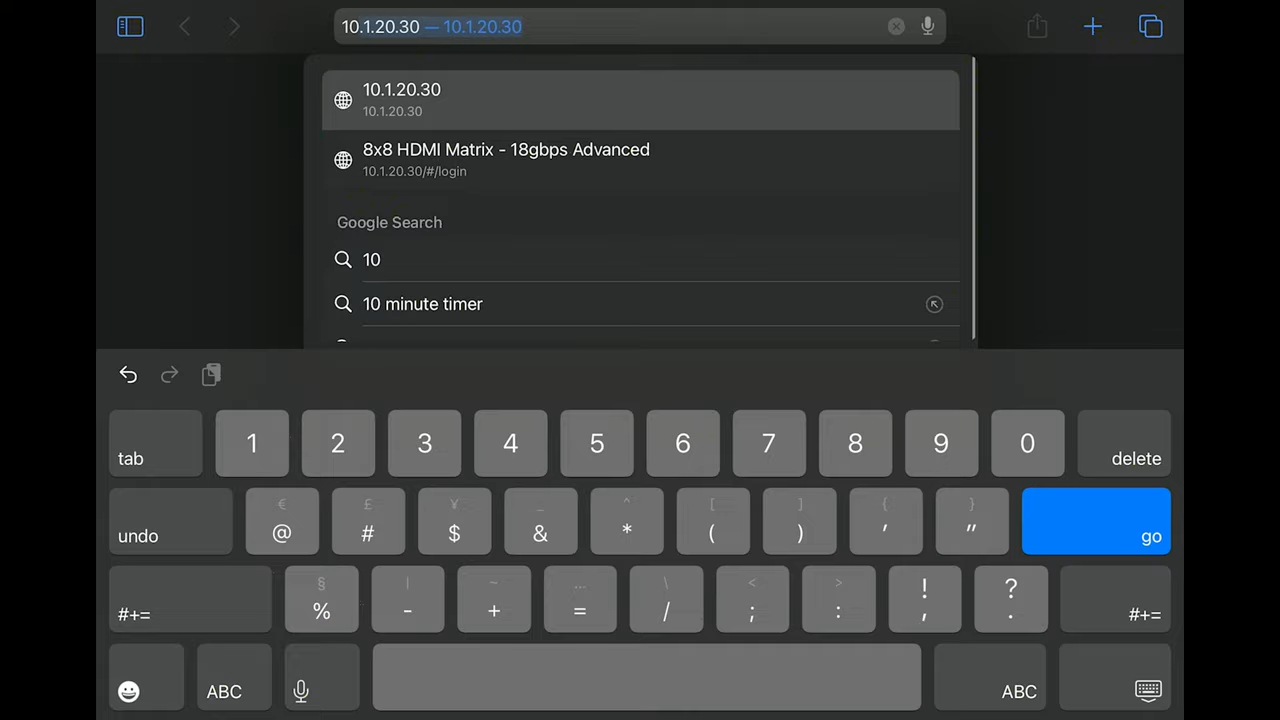 10.1.20.30 — 10.1.20.30
10.1.20.30
10.1.20.30
8x8 HDMI Matrix - 18gbps Advanced
10.1.20.30/#/login
Google Search
10
10 minute timer
tab 1 2 3 4 5 6 7 8 9 0 delete
€ £ ¥ _ ^ [ ] { }
undo @ # $ & * ( ) ' " go
§ | ~ … \ < > ! ?
#+= % - + = / ; : , . #+=
ABC ABC